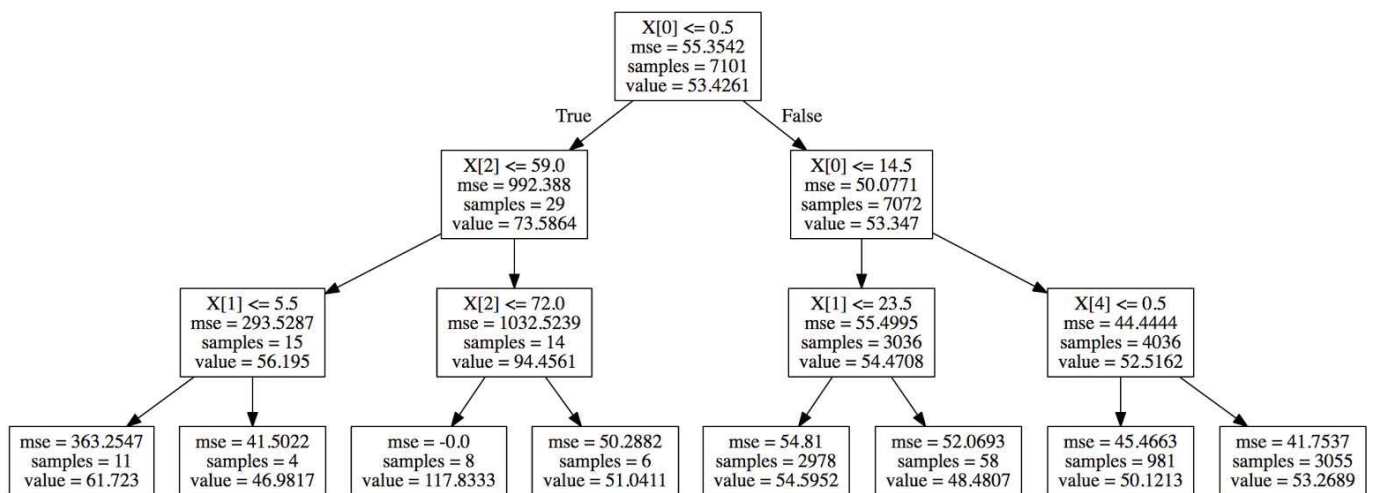 X[0] <= 0.5
mse = 55.3542
samples = 7101
value = 53.4261
True
False
X[2] <= 59.0
mse = 992.388
samples = 29
value = 73.5864
X[0] <= 14.5
mse = 50.0771
samples = 7072
value = 53.347
X[1] <= 5.5
mse = 293.5287
samples = 15
value = 56.195
X[2] <= 72.0
mse = 1032.5239
samples = 14
value = 94.4561
X[1] <= 23.5
mse = 55.4995
samples = 3036
value = 54.4708
X[4] <= 0.5
mse = 44.4444
samples = 4036
value = 52.5162
mse = 363.2547
samples = 11
value = 61.723
mse = 41.5022
samples = 4
value = 46.9817
mse = -0.0
samples = 8
value = 117.8333
mse = 50.2882
samples = 6
value = 51.0411
mse = 54.81
samples = 2978
value = 54.5952
mse = 52.0693
samples = 58
value = 48.4807
mse = 45.4663
samples = 981
value = 50.1213
mse = 41.7537
samples = 3055
value = 53.2689